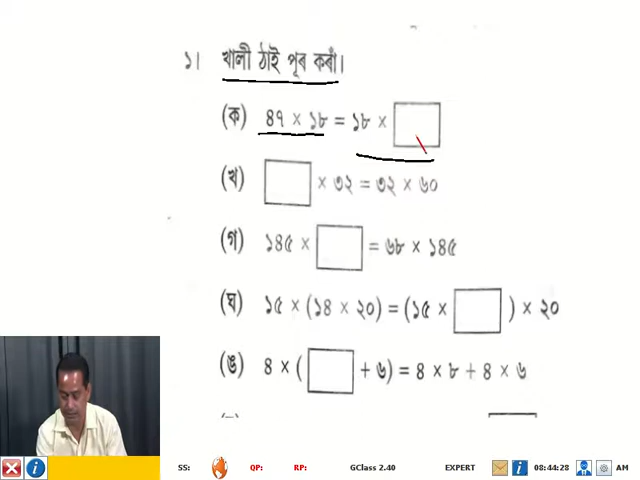 ১। খালী ঠাই পূৰ কৰাঁ।
(ক) ৪৭ × ১৮ = ১৮ ×
(খ) × ৩২ = ৩২ × ৬০
(গ) ১৪৫ × = ৬৮ × ১৪৫
(ঘ) ১৫ × (১৪ × ২০) = (১৫ × ) × ২০
(ঙ) ৪ × ( + ৬) = ৪ × ৮ + ৪ × ৬
SS: QP: RP: GClass 2.40 EXPERT 08:44:28 AM